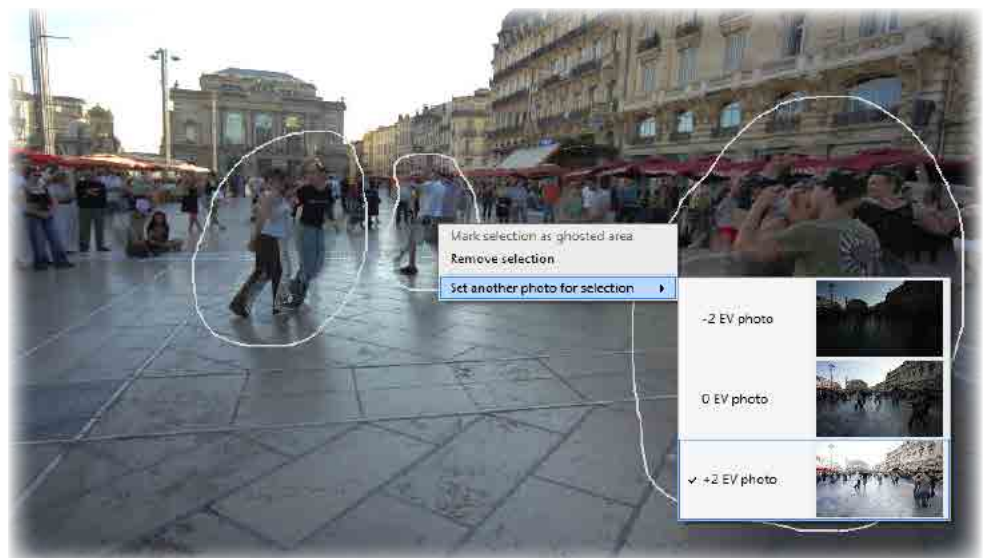 Mark selection as ghosted area
Remove selection
Set another photo for selection
-2 EV photo
0 EV photo
+2 EV photo